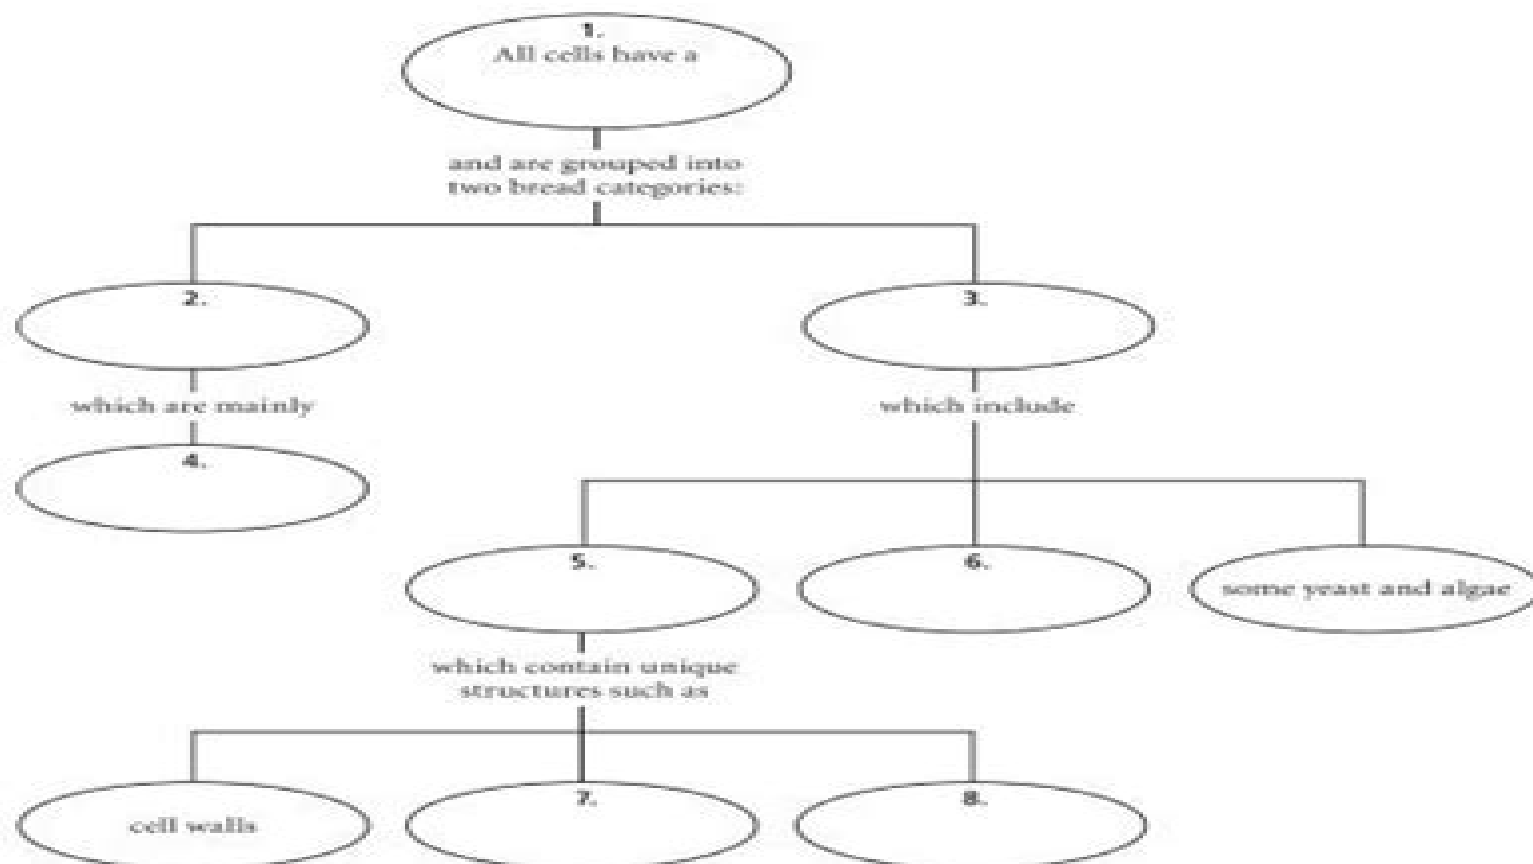 1.
All cells have a
and are grouped into
two bread categories:
2.
3.
which are mainly
which include
4.
5.
6.
some yeast and algae
which contain unique
structures such as
cell walls
7.
8.